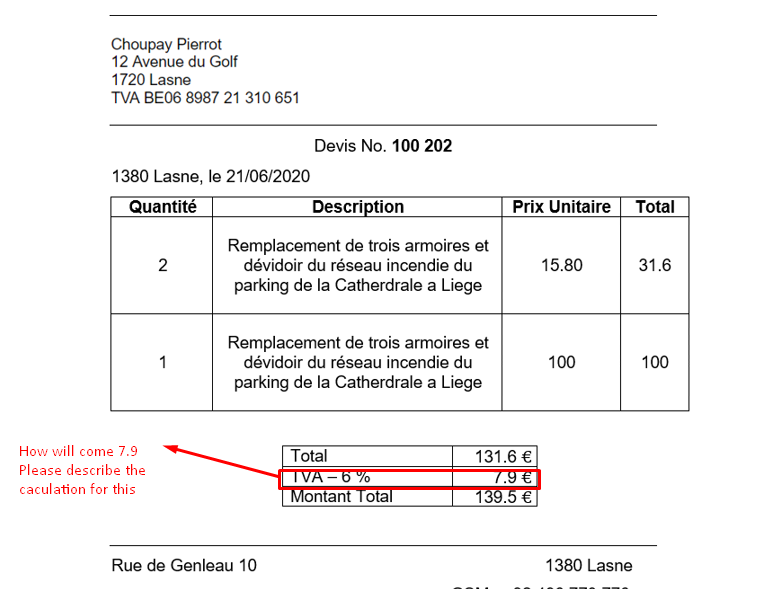 Choupay Pierrot
12 Avenue du Golf
1720 Lasne
TVA BE06 8987 21 310 651
Devis No. 100 202
1380 Lasne, le 21/06/2020
Quantité Description Prix Unitaire Total
Remplacement de trois armoires et
2 dévidoir du réseau incendie du 15.80 31.6
parking de la Catherdrale a Liege
Remplacement de trois armoires et
1 dévidoir du réseau incendie du 100 100
parking de la Catherdrale a Liege
How will come 7.9
Please describe the
caculation for this
Total 131.6 €
TVA – 6 % 7.9 €
Montant Total 139.5 €
Rue de Genleau 10 1380 Lasne